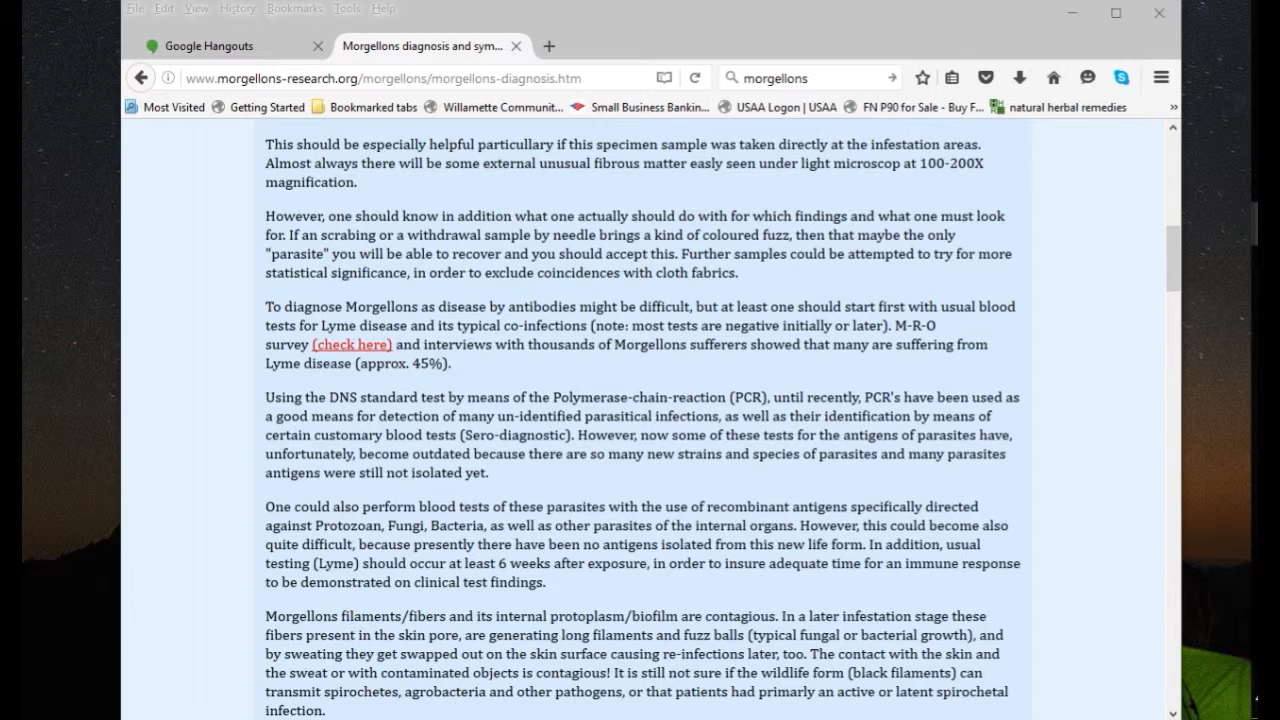 File Edit View History Bookmarks Tools Help
Google Hangouts
Morgellons diagnosis and sym...
www.morgellons-research.org/morgellons/morgellons-diagnosis.htm
morgellons
Most Visited Getting Started Bookmarked tabs Willamette Communit... Small Business Bankin... USAA Logon | USAA FN P90 for Sale - Buy F... natural herbal remedies »
This should be especially helpful particullary if this specimen sample was taken directly at the infestation areas.
Almost always there will be some external unusual fibrous matter easly seen under light microscop at 100-200X
magnification.
However, one should know in addition what one actually should do with for which findings and what one must look
for. If an scrabing or a withdrawal sample by needle brings a kind of coloured fuzz, then that maybe the only
"parasite" you will be able to recover and you should accept this. Further samples could be attempted to try for more
statistical significance, in order to exclude coincidences with cloth fabrics.
To diagnose Morgellons as disease by antibodies might be difficult, but at least one should start first with usual blood
tests for Lyme disease and its typical co-infections (note: most tests are negative initially or later). M-R-O
survey (check here) and interviews with thousands of Morgellons sufferers showed that many are suffering from
Lyme disease (approx. 45%).
Using the DNS standard test by means of the Polymerase-chain-reaction (PCR), until recently, PCR's have been used as
a good means for detection of many un-identified parasitical infections, as well as their identification by means of
certain customary blood tests (Sero-diagnostic). However, now some of these tests for the antigens of parasites have,
unfortunately, become outdated because there are so many new strains and species of parasites and many parasites
antigens were still not isolated yet.
One could also perform blood tests of these parasites with the use of recombinant antigens specifically directed
against Protozoan, Fungi, Bacteria, as well as other parasites of the internal organs. However, this could become also
quite difficult, because presently there have been no antigens isolated from this new life form. In addition, usual
testing (Lyme) should occur at least 6 weeks after exposure, in order to insure adequate time for an immune response
to be demonstrated on clinical test findings.
Morgellons filaments/fibers and its internal protoplasm/biofilm are contagious. In a later infestation stage these
fibers present in the skin pore, are generating long filaments and fuzz balls (typical fungal or bacterial growth), and
by sweating they get swapped out on the skin surface causing re-infections later, too. The contact with the skin and
the sweat or with contaminated objects is contagious! It is still not sure if the wildlife form (black filaments) can
transmit spirochetes, agrobacteria and other pathogens, or that patients had primarly an active or latent spirochetal
infection.